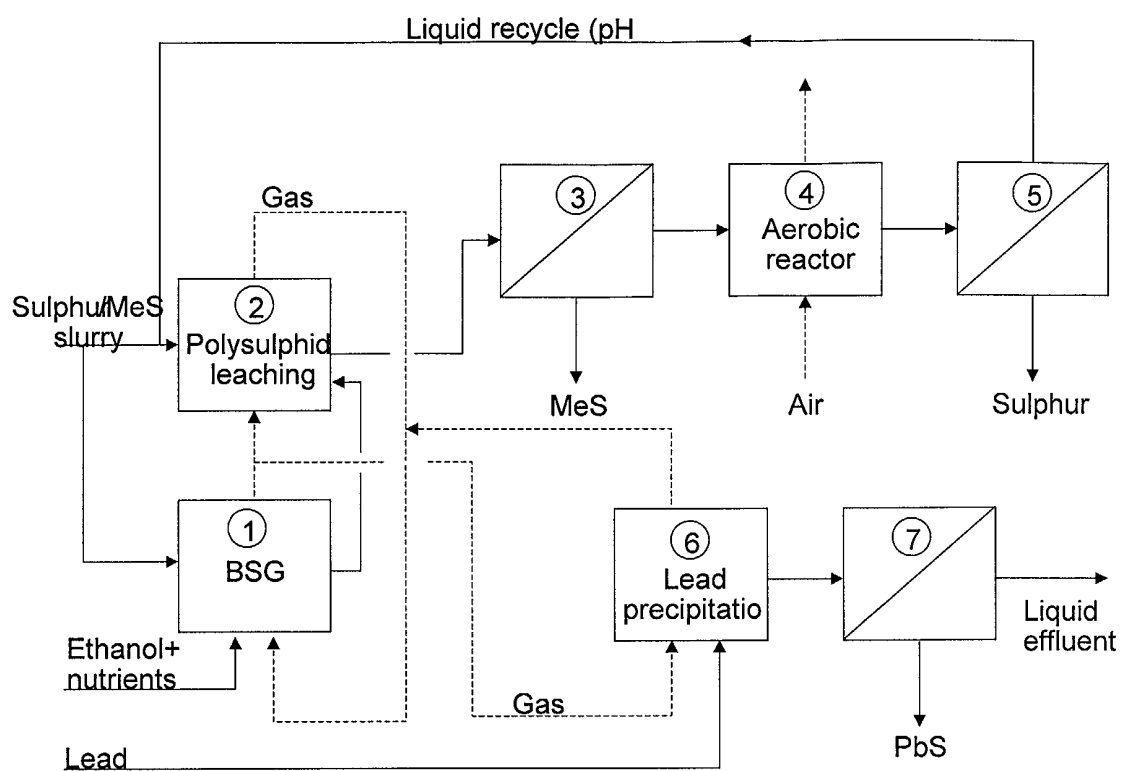 Liquid recycle (pH
Gas
3
4
Aerobic
reactor
5
Sulphur/MeS
slurry
2
Polysulphid
leaching
MeS
Air
Sulphur
1
BSG
6
Lead
precipitatio
7
Liquid
effluent
Ethanol+
nutrients
Gas
PbS
Lead